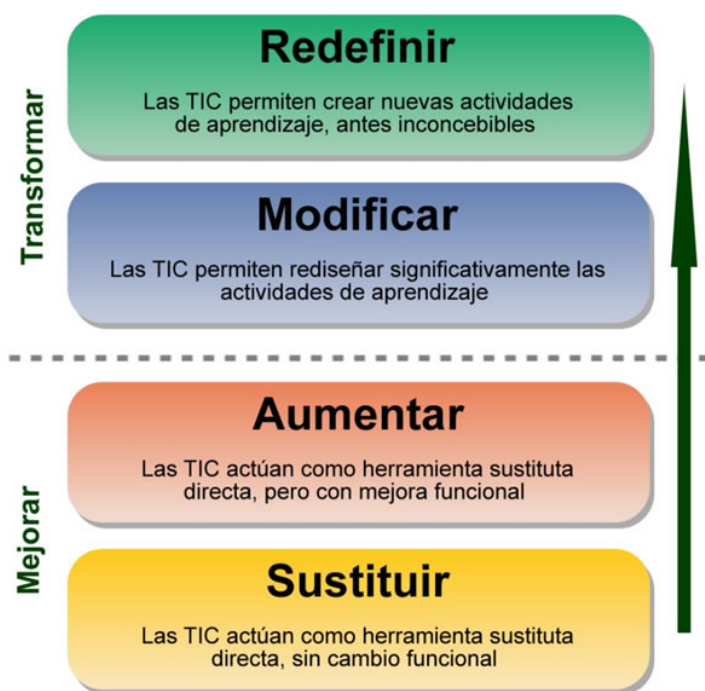 Transformar
Redefinir
Las TIC permiten crear nuevas actividades
de aprendizaje, antes inconcebibles
Modificar
Las TIC permiten rediseñar significativamente las
actividades de aprendizaje
Mejorar
Aumentar
Las TIC actúan como herramienta sustituta
directa, pero con mejora funcional
Sustituir
Las TIC actúan como herramienta sustituta
directa, sin cambio funcional